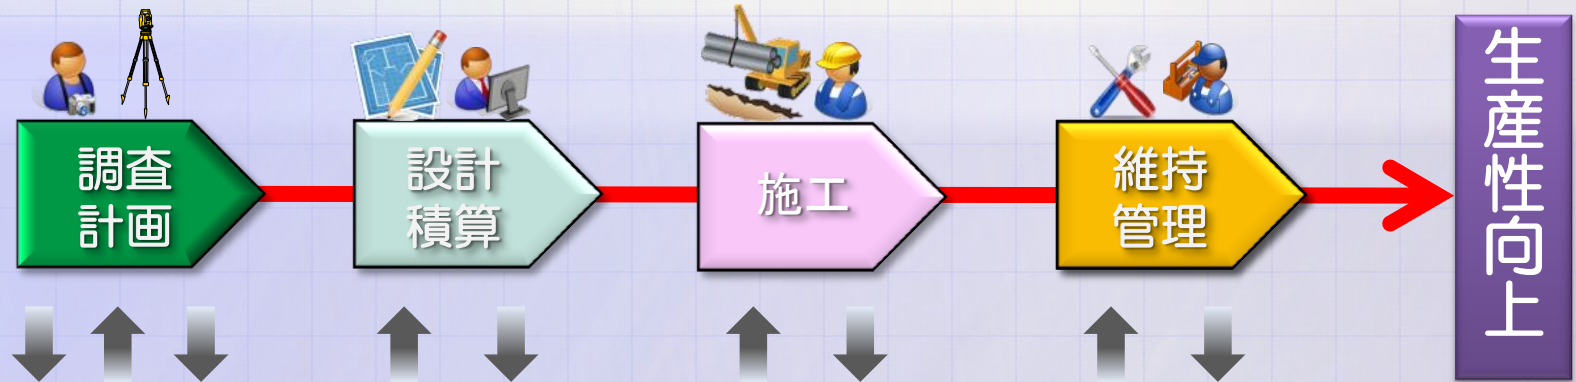 調査
計画
設計
積算
施工
維持
管理
生産性向上